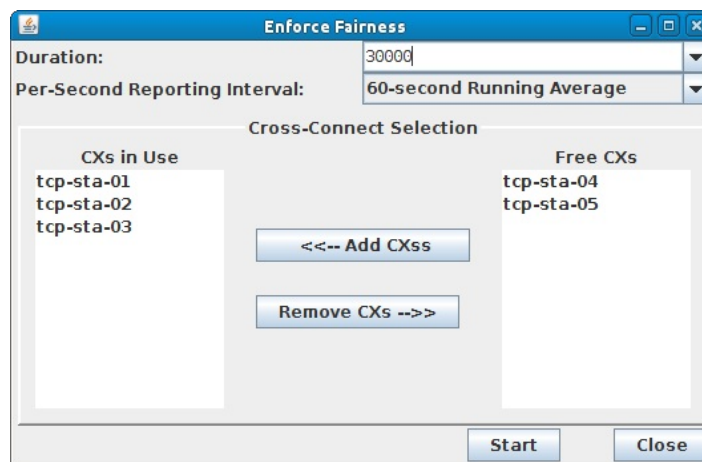 Enforce Fairness
Duration: 30000
Per-Second Reporting Interval: 60-second Running Average
Cross-Connect Selection
CXs in Use
tcp-sta-01
tcp-sta-02
tcp-sta-03
<<-- Add CXss
Remove CXs -->>
Free CXs
tcp-sta-04
tcp-sta-05
Start
Close